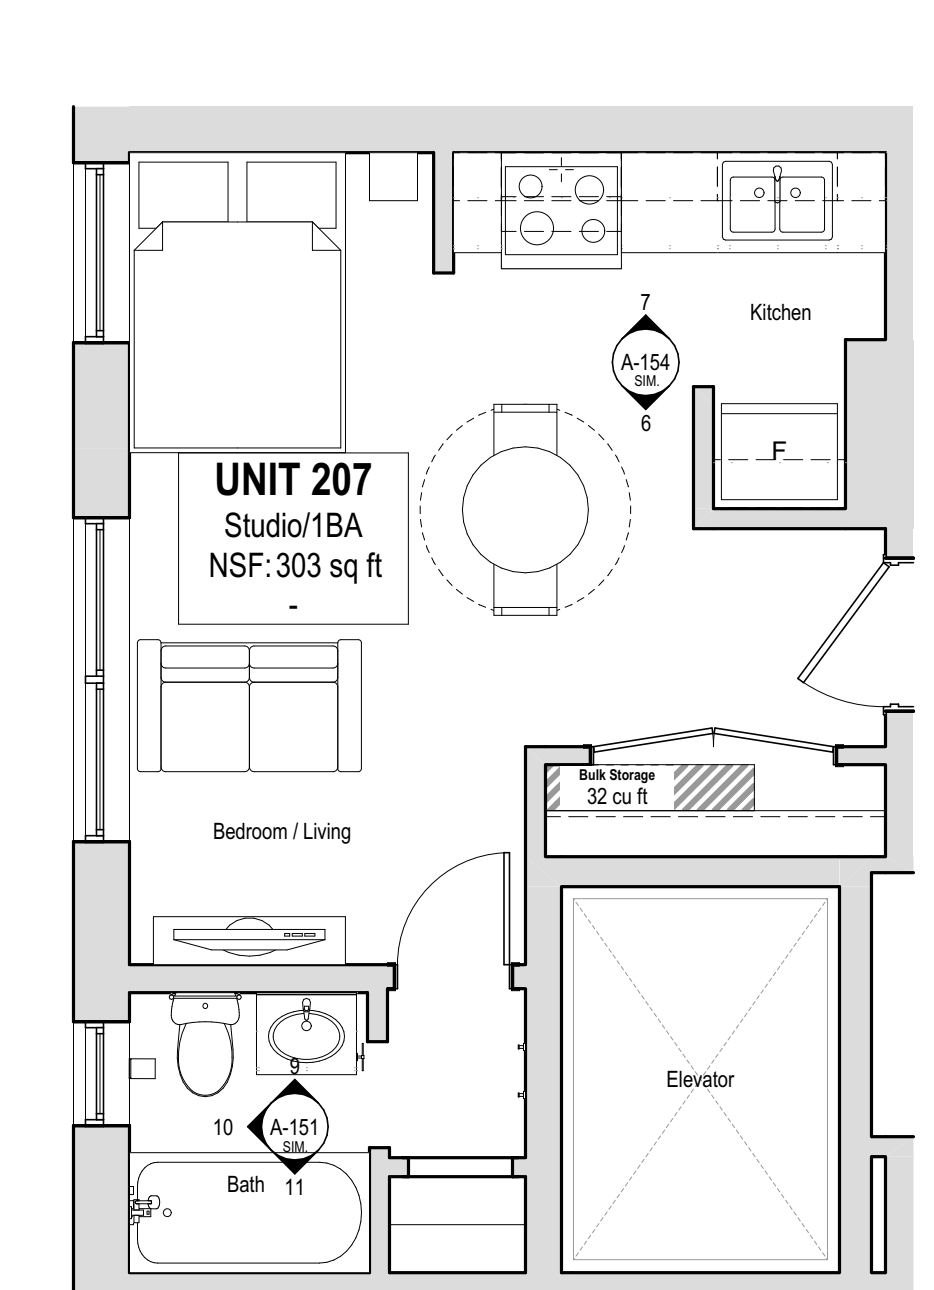 7
Kitchen
A-154
SIM.
6
F
UNIT 207
Studio/1BA
NSF: 303 sq ft
-
Bulk Storage
32 cu ft
Bedroom / Living
9
Elevator
10
A-151
SIM.
Bath
11